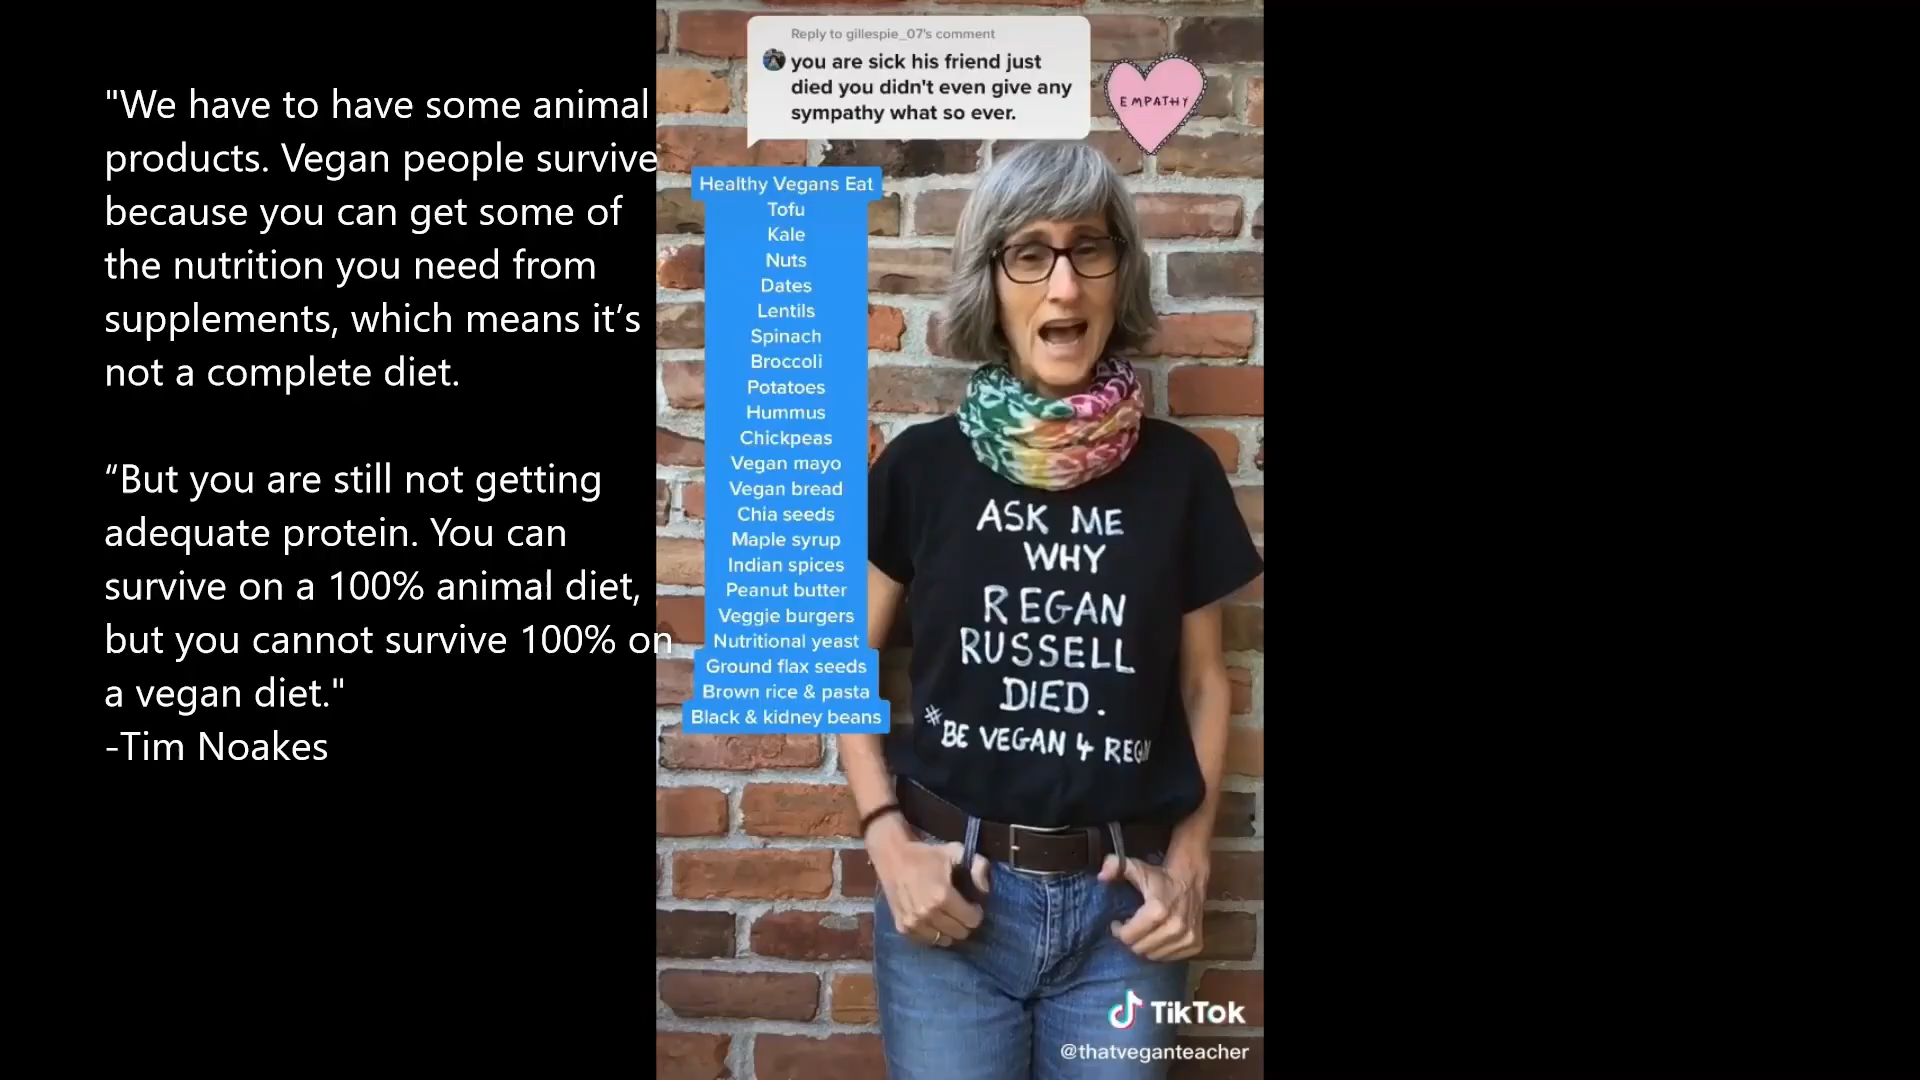 "We have to have some animal
products. Vegan people survive
because you can get some of
the nutrition you need from
supplements, which means it’s
not a complete diet.
“But you are still not getting
adequate protein. You can
survive on a 100% animal diet,
but you cannot survive 100% on
a vegan diet."
-Tim Noakes
Reply to gillespie_07's comment
you are sick his friend just
died you didn't even give any
sympathy what so ever.
EMPATHY
Healthy Vegans Eat
Tofu
Kale
Nuts
Dates
Lentils
Spinach
Broccoli
Potatoes
Hummus
Chickpeas
Vegan mayo
Vegan bread
Chia seeds
Maple syrup
Indian spices
Peanut butter
Veggie burgers
Nutritional yeast
Ground flax seeds
Brown rice & pasta
Black & kidney beans
ASK ME
WHY
REGAN
RUSSELL
DIED.
#BE VEGAN 4 REGAN
TikTok
@thatveganteacher